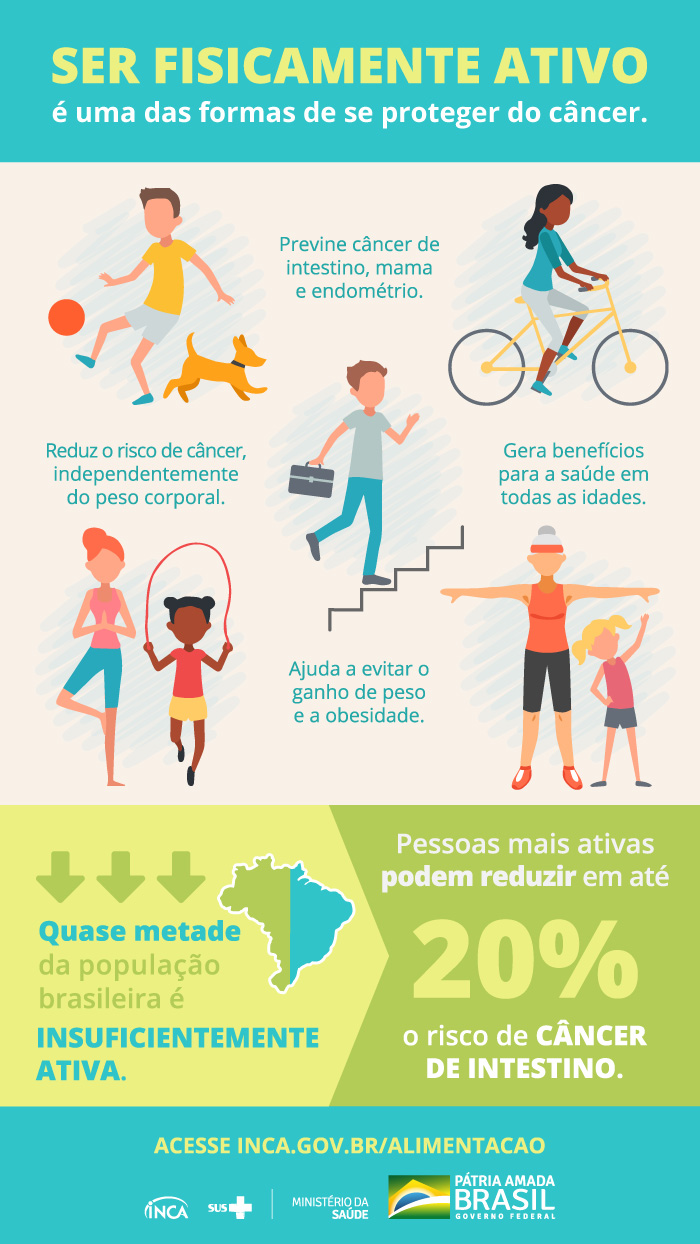 SER FISICAMENTE ATIVO
é uma das formas de se proteger do câncer.
Previne câncer de
intestino, mama
e endométrio.
Reduz o risco de câncer,
independentemente
do peso corporal.
Gera benefícios
para a saúde em
todas as idades.
Ajuda a evitar o
ganho de peso
e a obesidade.
Quase metade
da população
brasileira é
INSUFICIENTEMENTE
ATIVA.
Pessoas mais ativas
podem reduzir em até
20%
o risco de CÂNCER
DE INTESTINO.
ACESSE INCA.GOV.BR/ALIMENTACAO
INCA
SUS
MINISTÉRIO DA
SAÚDE
PÁTRIA AMADA
BRASIL
GOVERNO FEDERAL